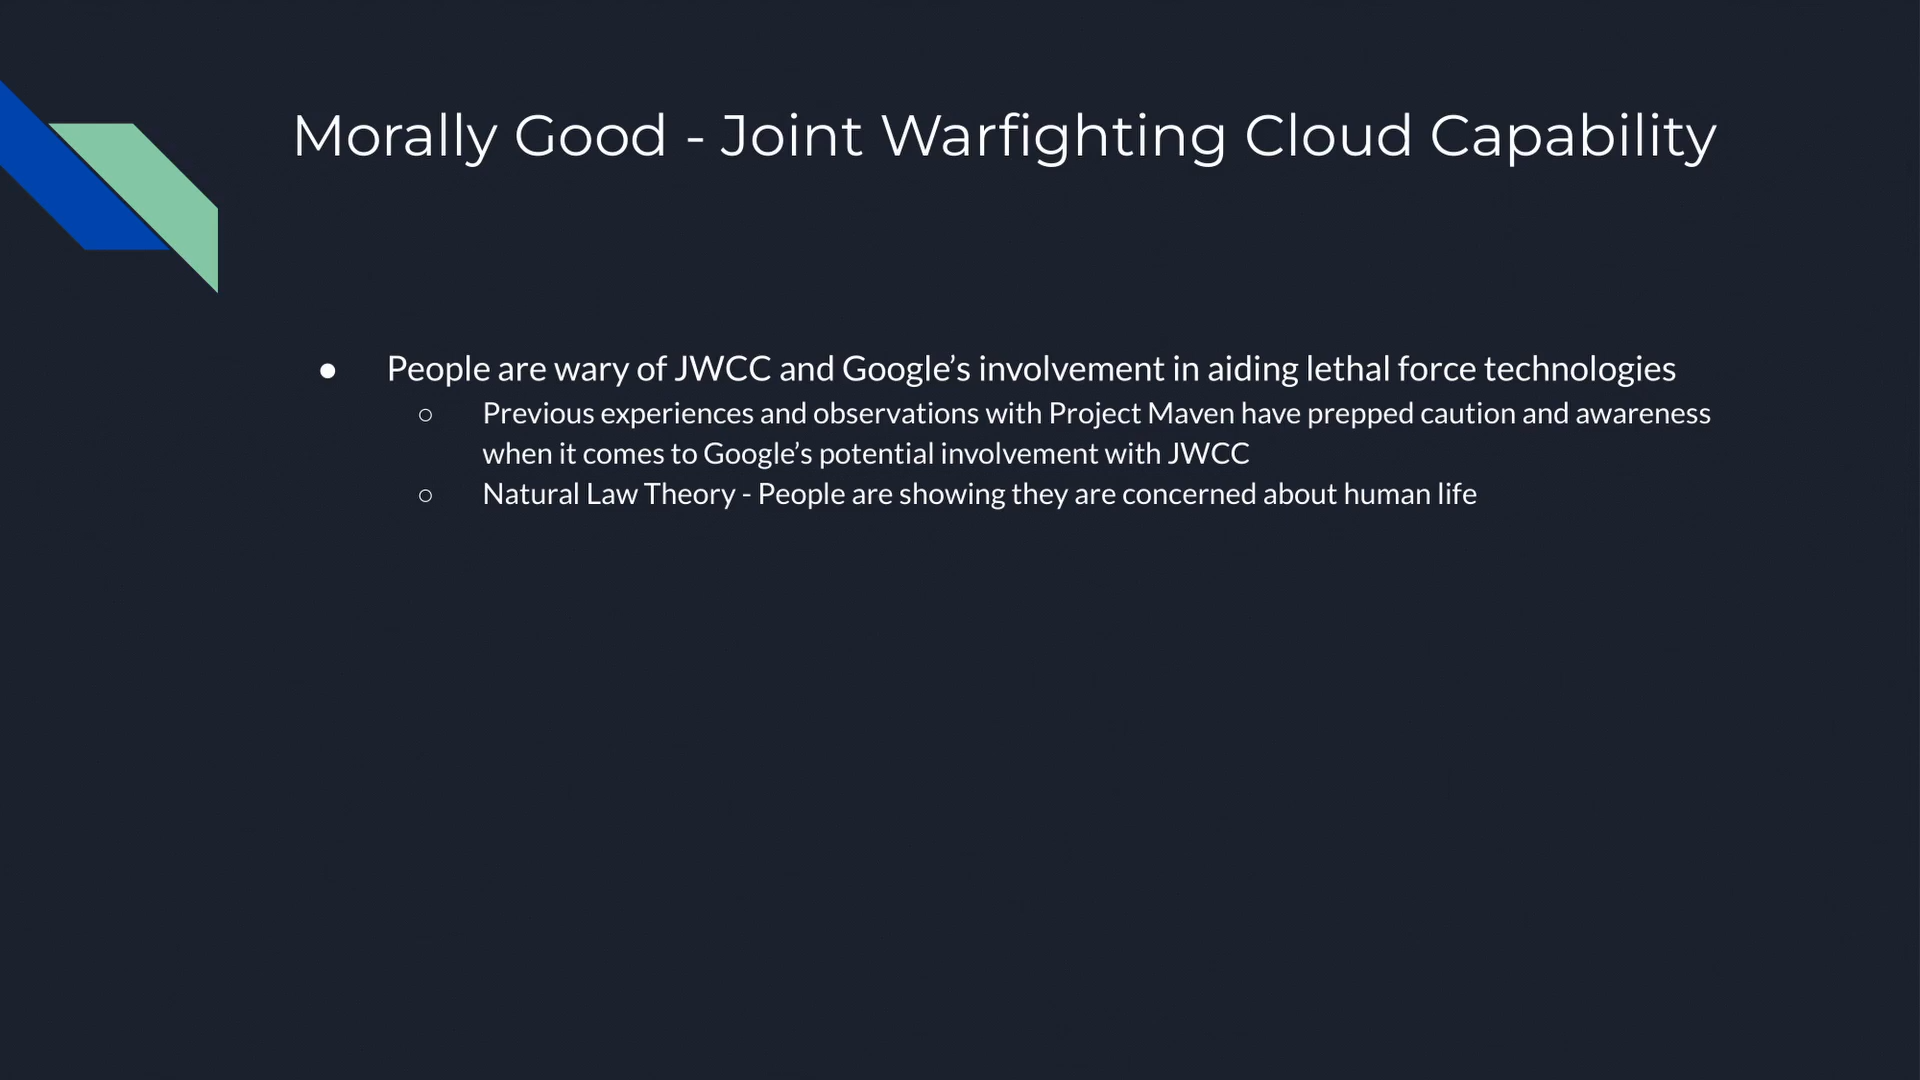 Morally Good - Joint Warfighting Cloud Capability
● People are wary of JWCC and Google’s involvement in aiding lethal force technologies
○ Previous experiences and observations with Project Maven have prepped caution and awareness
when it comes to Google’s potential involvement with JWCC
○ Natural Law Theory - People are showing they are concerned about human life